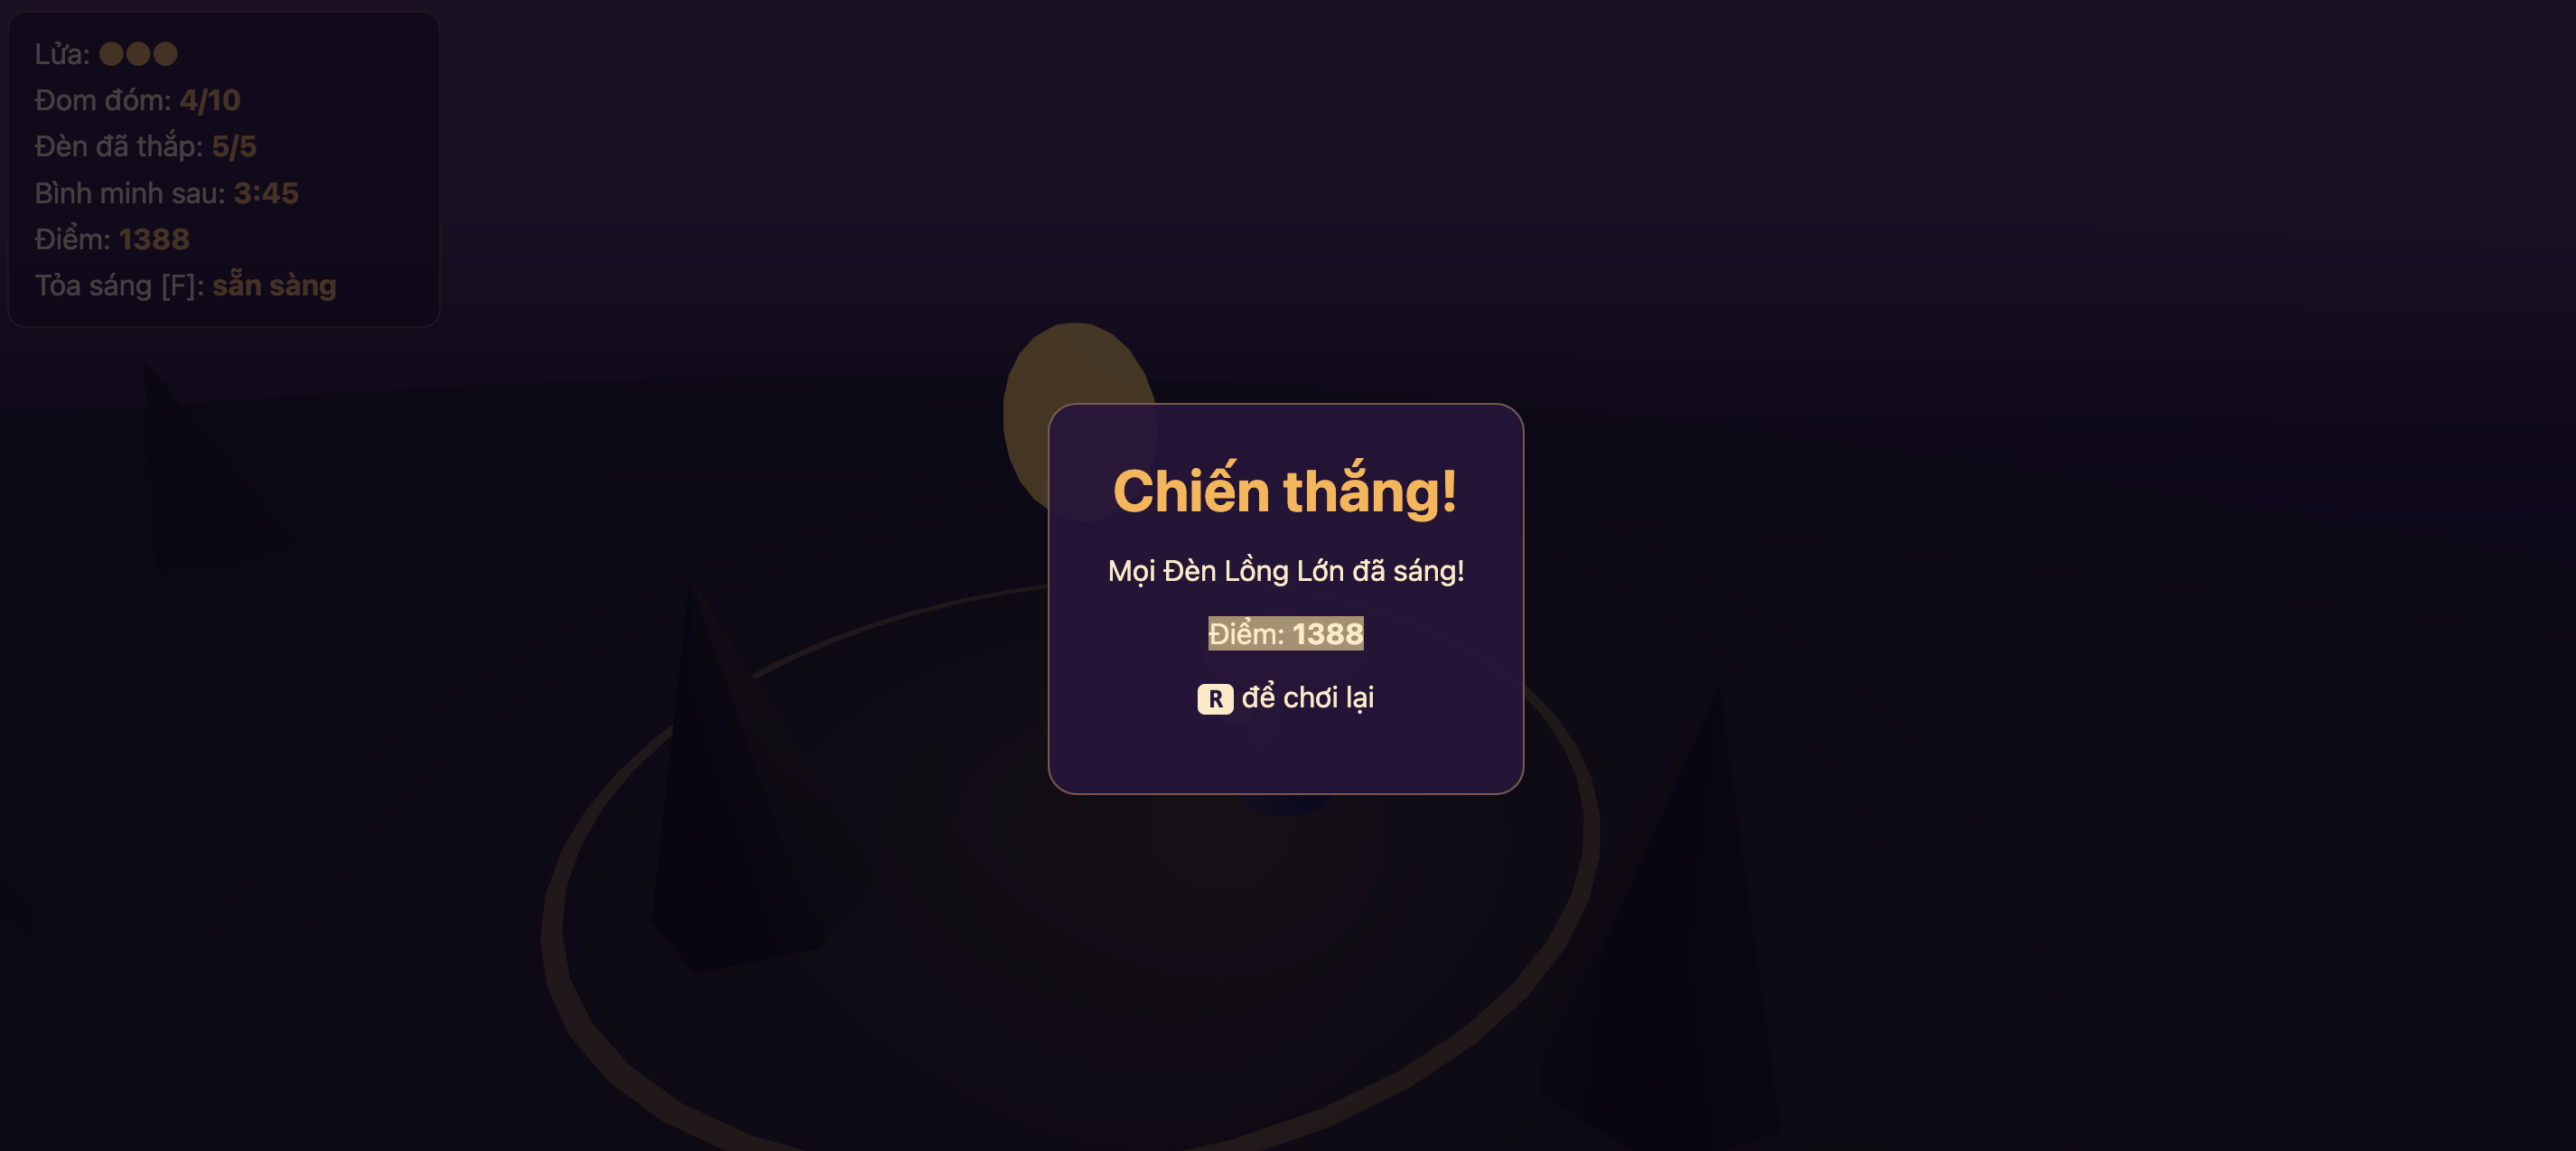 Lửa:
Đom đóm: 4/10
Đèn đã thắp: 5/5
Bình minh sau: 3:45
Điểm: 1388
Tỏa sáng [F]: sẵn sàng
Chiến thắng!
Mọi Đèn Lồng Lớn đã sáng!
Điểm: 1388
R để chơi lại